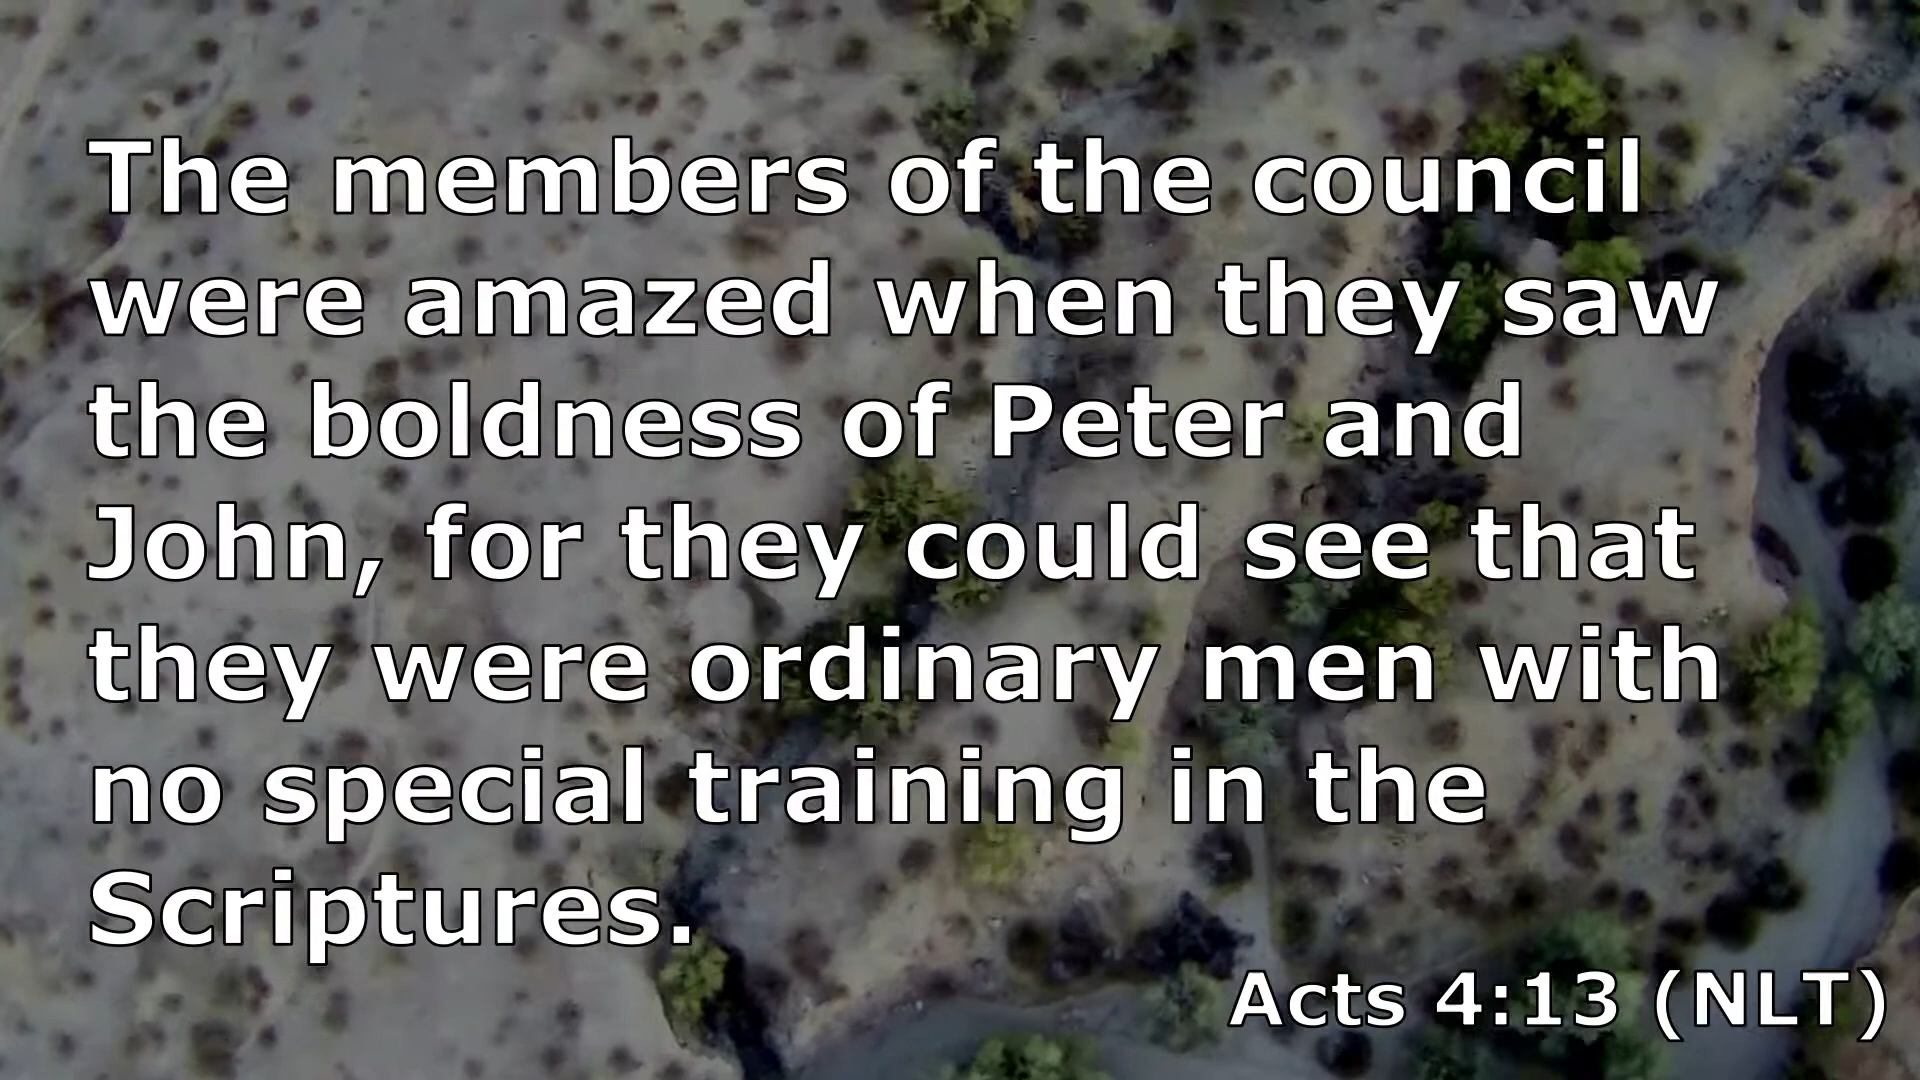 The members of the council
were amazed when they saw
the boldness of Peter and
John, for they could see that
they were ordinary men with
no special training in the
Scriptures.
Acts 4:13 (NLT)